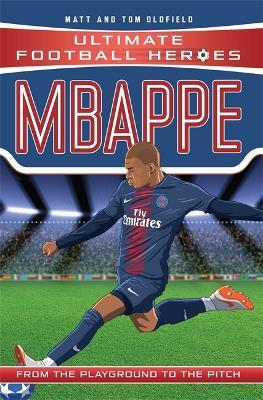 MATT AND TOM OLDFIELD
ULTIMATE
FOOTBALL HEROES
MBAPPE
Fly
Emirates
FROM THE PLAYGROUND TO THE PITCH